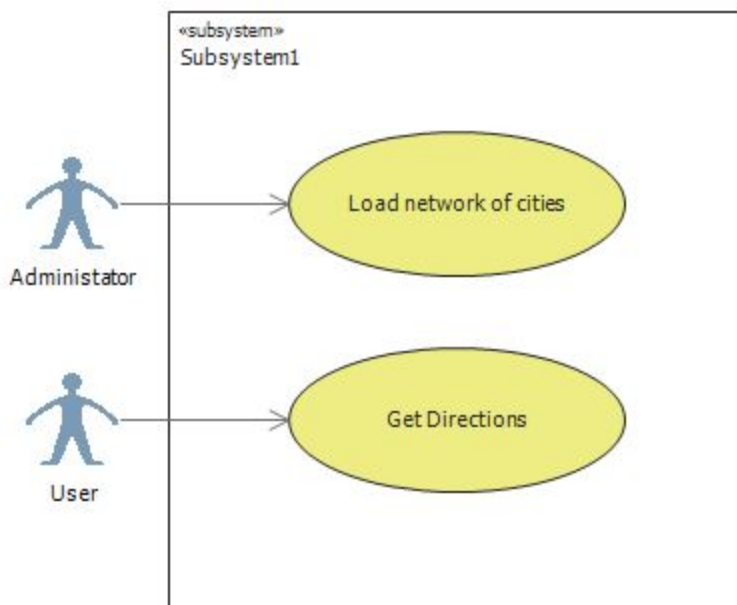 «subsystem»
Subsystem1
Load network of cities
Administator
Get Directions
User